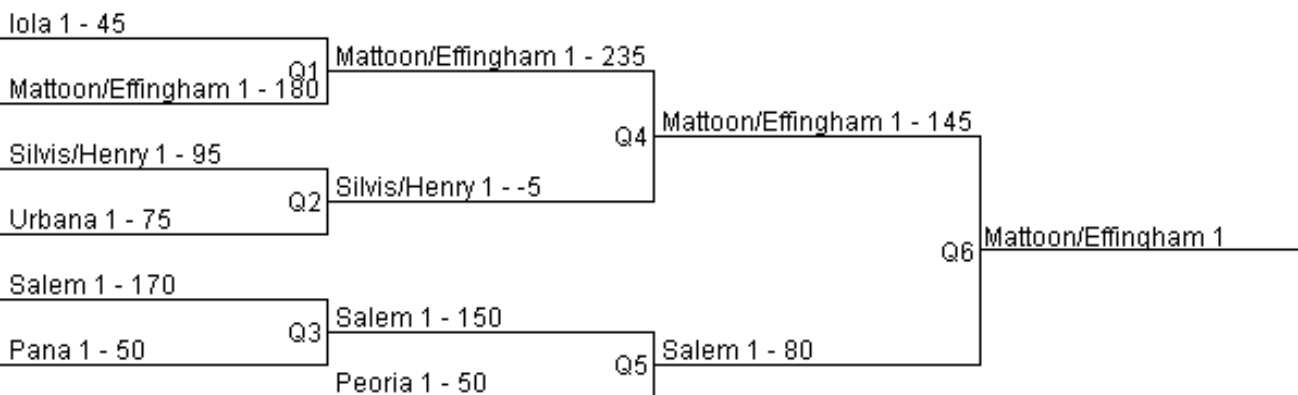 Iola 1 - 45
Q1
Mattoon/Effingham 1 - 180
Mattoon/Effingham 1 - 235
Silvis/Henry 1 - 95
Q2
Urbana 1 - 75
Silvis/Henry 1 - -5
Q4
Mattoon/Effingham 1 - 145
Salem 1 - 170
Q3
Pana 1 - 50
Salem 1 - 150
Q5
Peoria 1 - 50
Salem 1 - 80
Q6
Mattoon/Effingham 1